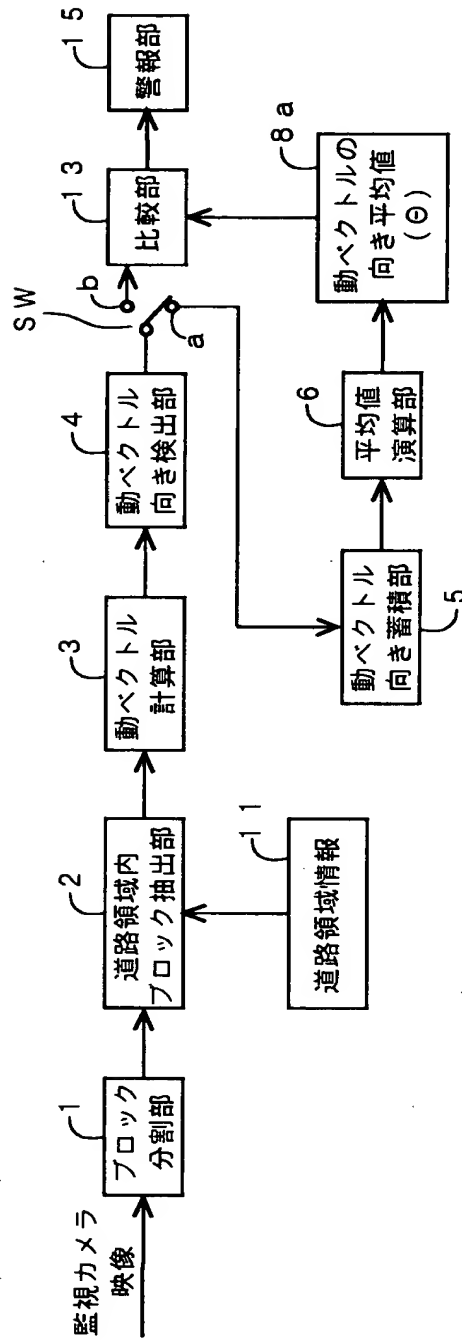 監視カメラ
映像
1
ブロック
分割部
2
道路領域内
ブロック抽出部
11
道路領域情報
3
動ベクトル
計算部
4
動ベクトル
向き検出部
SW
b
a
13
比較部
15
警報部
5
動ベクトル
向き蓄積部
6
平均値
演算部
8a
動ベクトルの
向き平均値
(Θ)